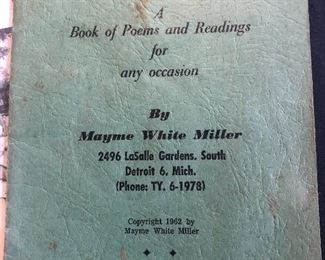 A
Book of Poems and Readings
for
any occasion
By
Mayme White Miller
2496 LaSalle Gardens. South
Detroit 6, Mich.
(Phone: TY. 6-1978)
Copyright 1962 by
Mayme White Miller